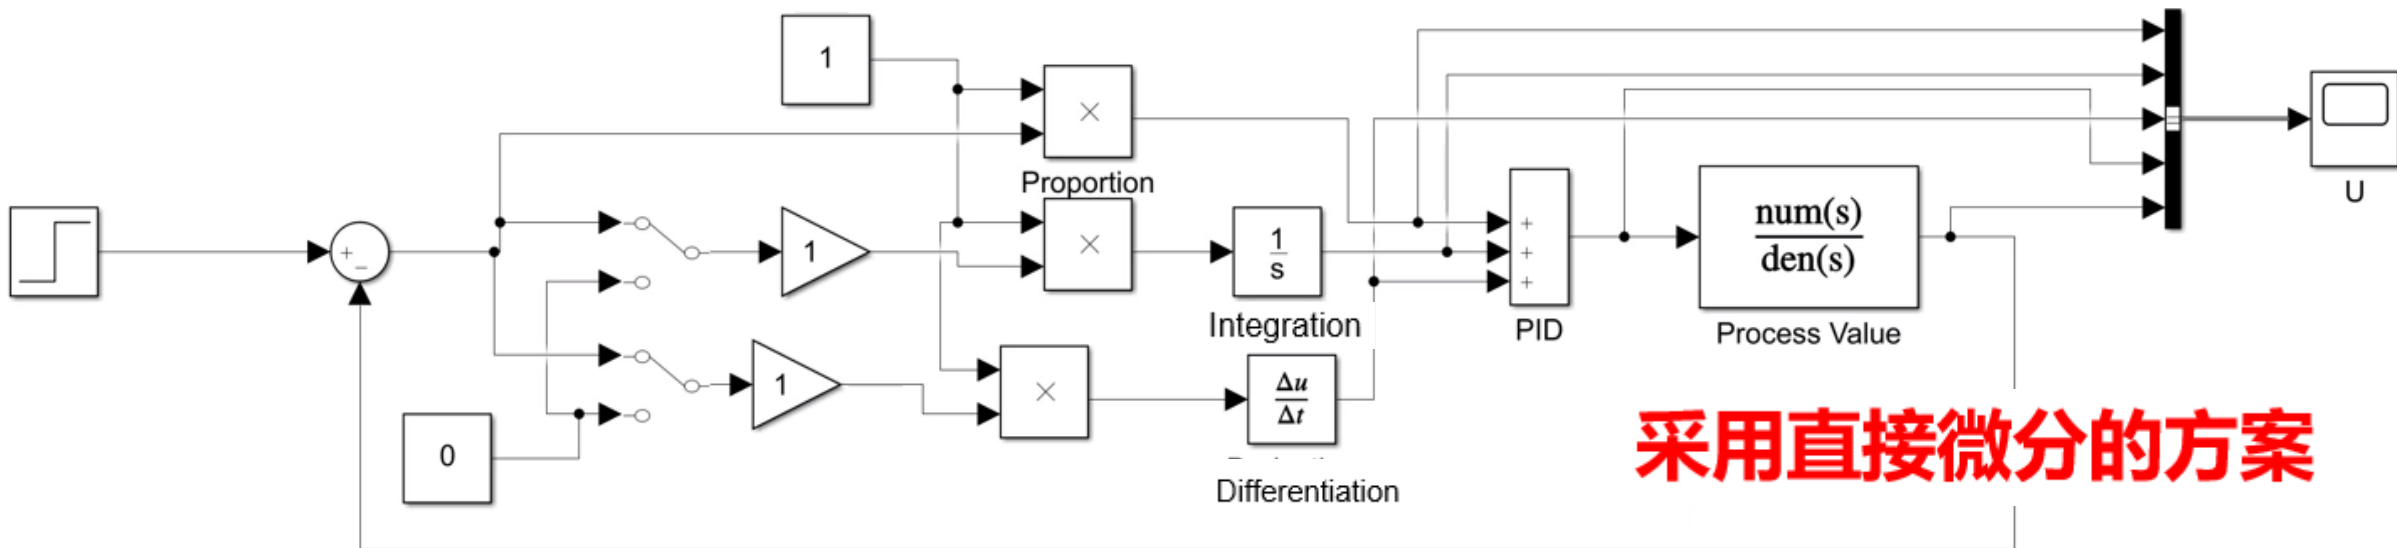 1
×
Proportion
+
−
1
×
1
s
Integration
+
+
+
PID
num(s)
den(s)
Process Value
U
1
×
Δu
Δt
Differentiation
0
采用直接微分的方案